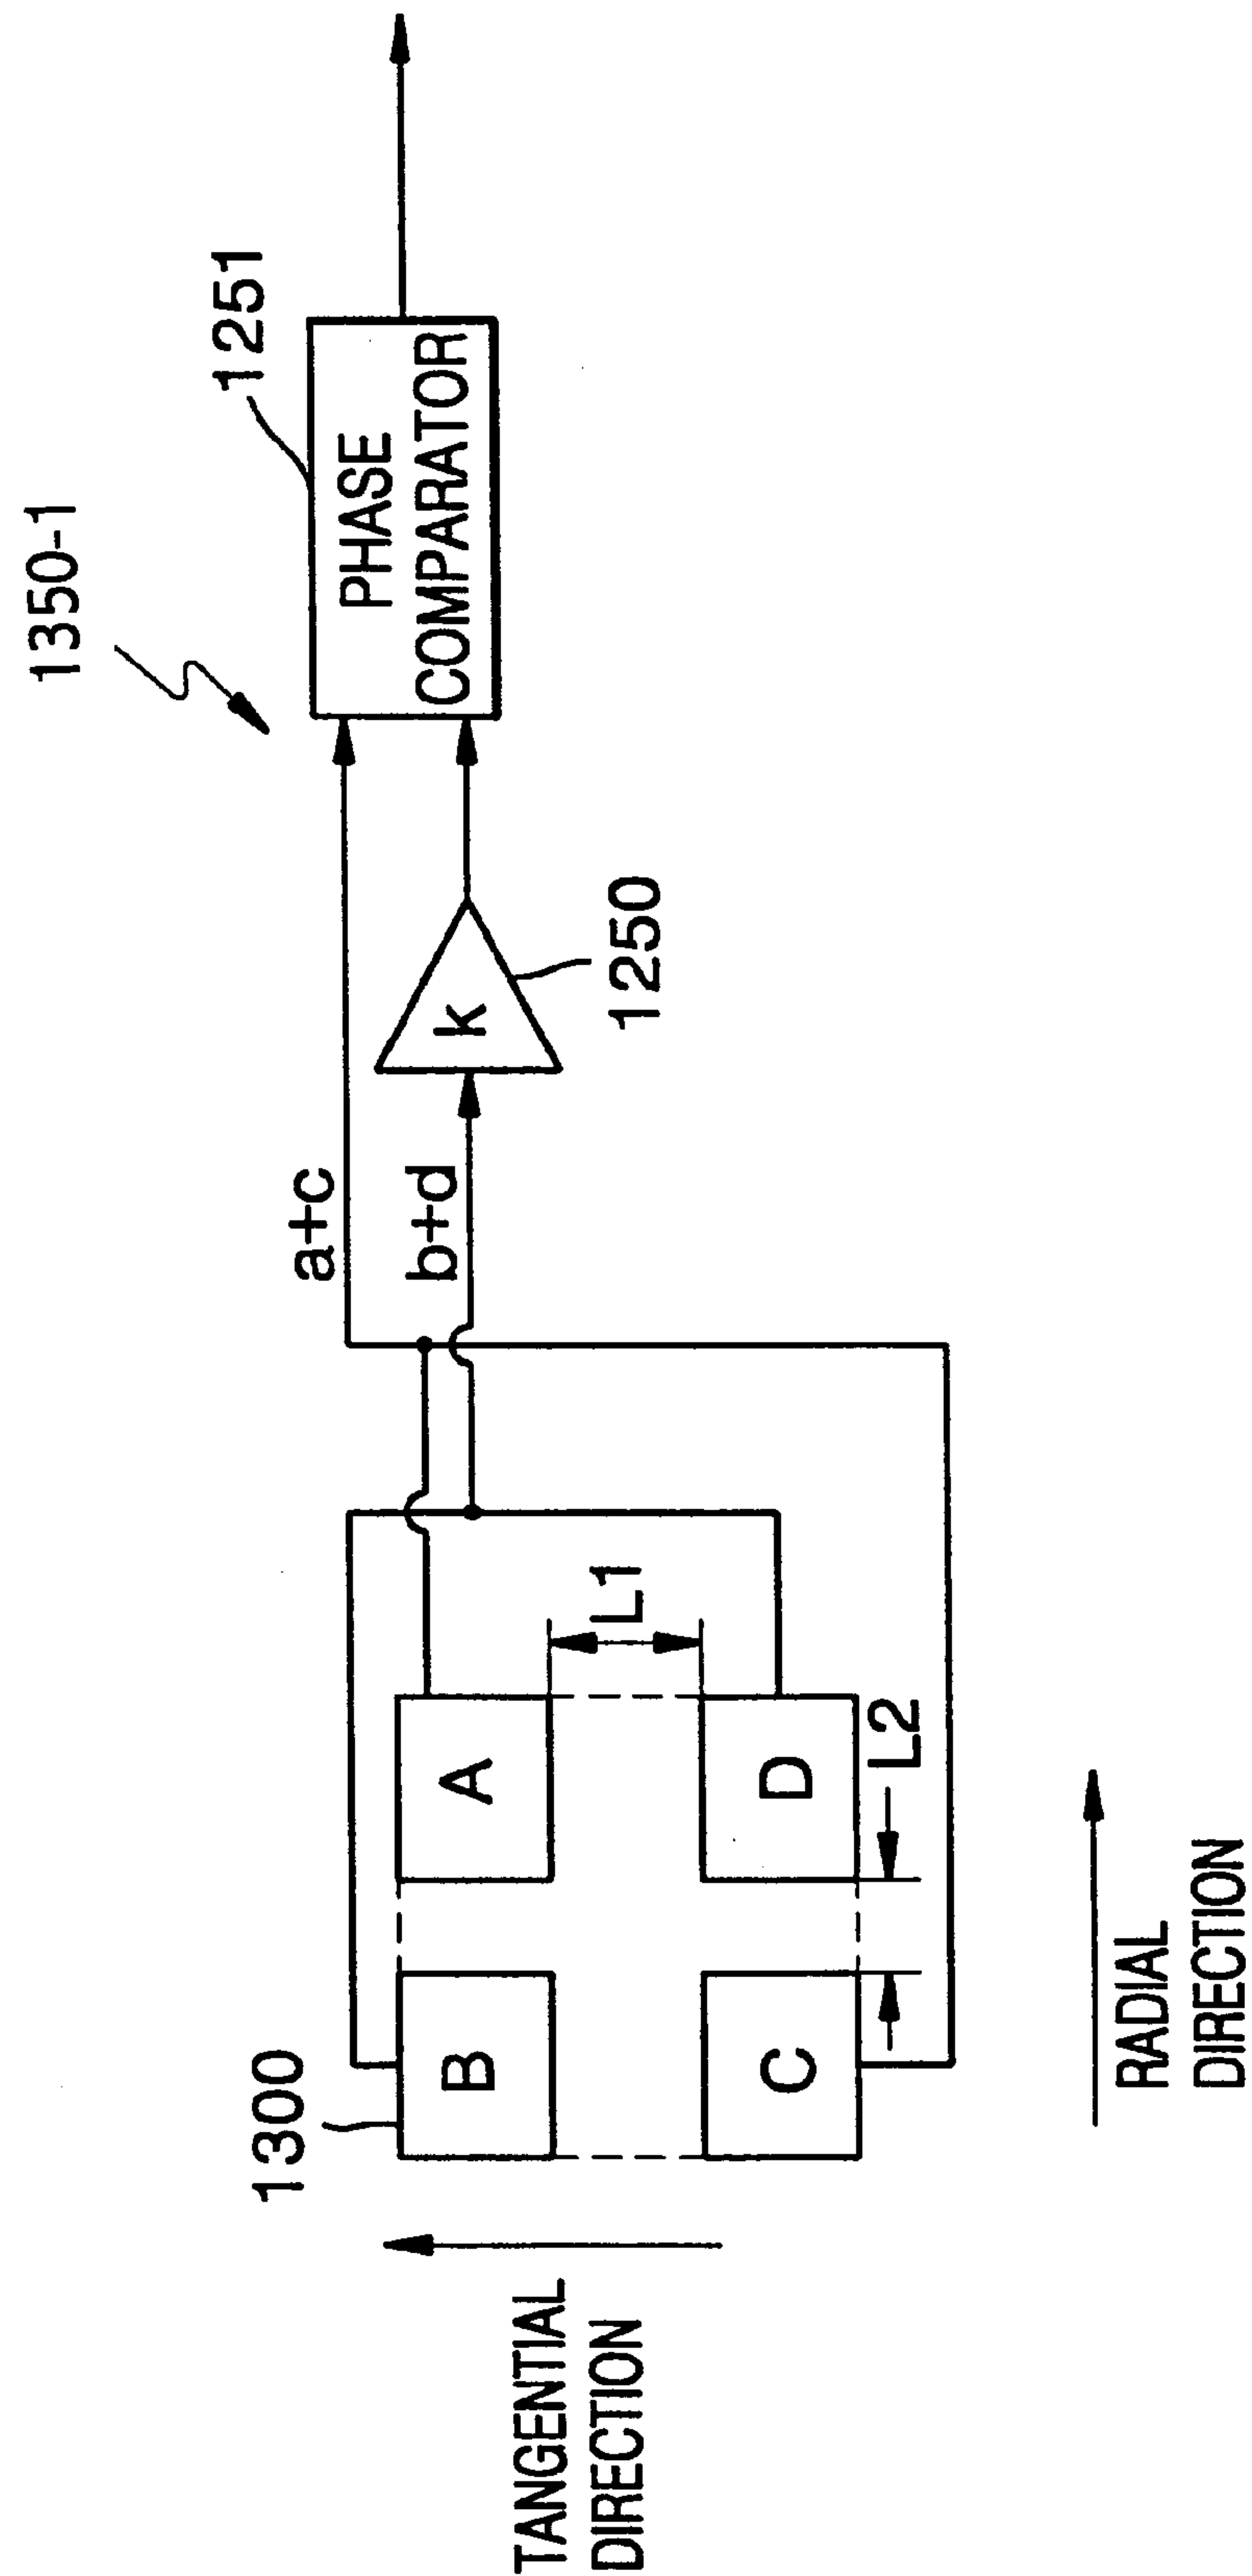 1350-1
1251
PHASE
COMPARATOR
a+c
b+d
k
1250
1300
B
A
L1
C
D
L2
TANGENTIAL
DIRECTION
RADIAL
DIRECTION